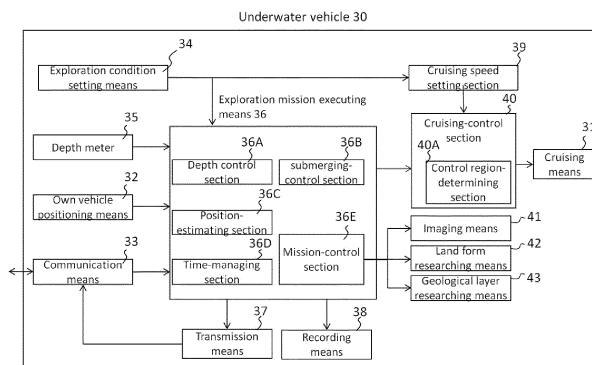 Underwater vehicle 30
34
Exploration condition
setting means
39
Cruising speed
setting section
Exploration mission executing
means 36
35
Depth meter
36A
Depth control
section
36B
submerging-control
section
40
Cruising-control
section
40A
Control region-
determining
section
31
Cruising
means
32
Own vehicle
positioning means
36C
Position-
estimating section
36E
Mission-control
section
33
Communication
means
36D
Time-managing
section
41
Imaging means
42
Land form
researching means
43
Geological layer
researching means
37
Transmission
means
38
Recording
means